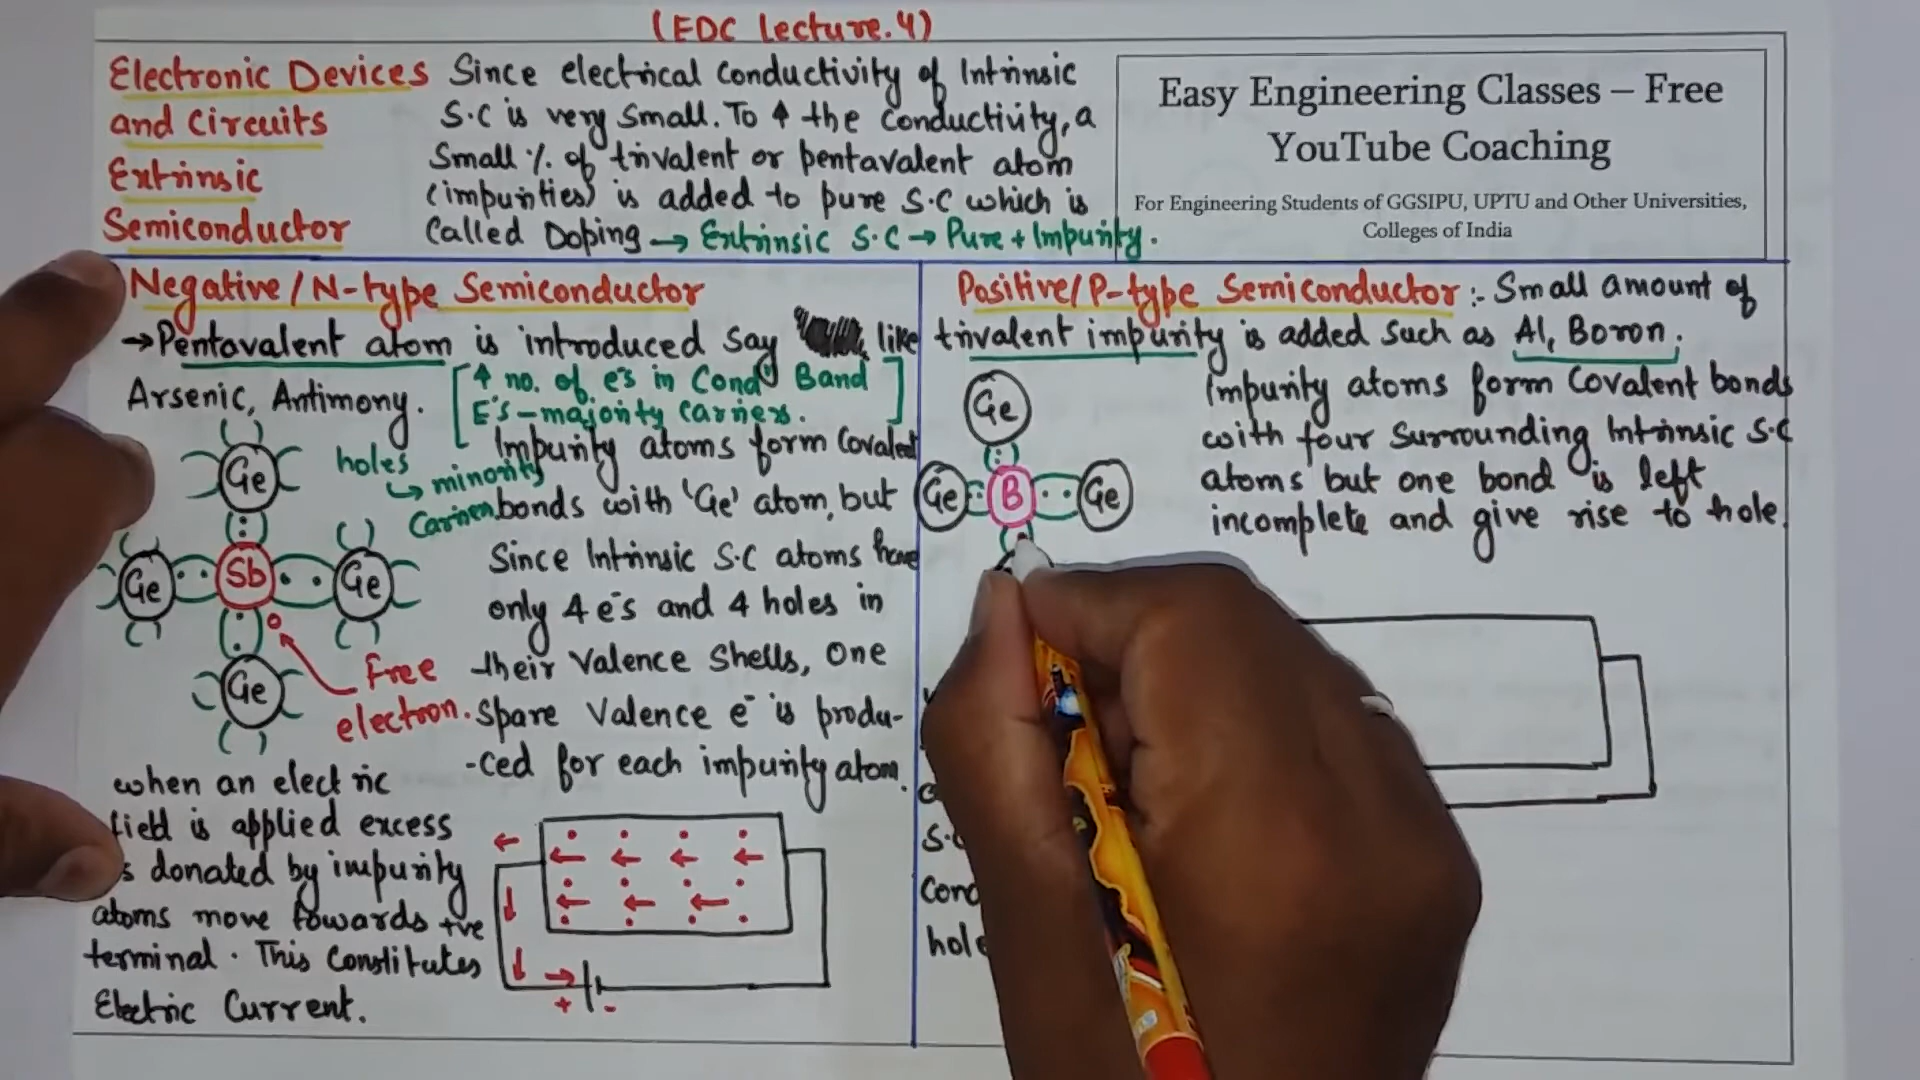 (EDC Lecture.4)
Electronic Devices
and Circuits
Extrinsic
Semiconductor
Since electrical Conductivity of Intrinsic
S.C is very Small. To ↑ the Conductivity, a
Small % of trivalent or pentavalent atom
(impurities) is added to pure S.C which is
Called Doping → Extrinsic S.C → Pure + Impurity.
Easy Engineering Classes – Free
YouTube Coaching
For Engineering Students of GGSIPU, UPTU and Other Universities,
Colleges of India
Negative/N-type Semiconductor
→ Pentavalent atom is introduced say like
Arsenic, Antimony.
[↑ no. of e⁻s in Condⁿ Band
E⁻s – majority Carriers.]
holes
↳ minority
Carriers
Impurity atoms form Covalent
bonds with 'Ge' atom, but
Since Intrinsic S.C atoms have
only 4 e⁻s and 4 holes in
their Valence Shells, One
Spare Valence e⁻ is produ-
-ced for each impurity atom.
Ge
Ge Sb Ge
Ge
Free
electron.
when an electric
field is applied excess
s donated by impurity
atoms move towards +ve
terminal. This Constitutes
Electric Current.
+ -
Positive/P-type Semiconductor :- Small amount of
trivalent impurity is added Such as Al, Boron.
Impurity atoms form Covalent bonds
with four Surrounding Intrinsic S.C
atoms but one bond is left
incomplete and give rise to hole.
Ge
Ge B Ge
S.
Cond
hole